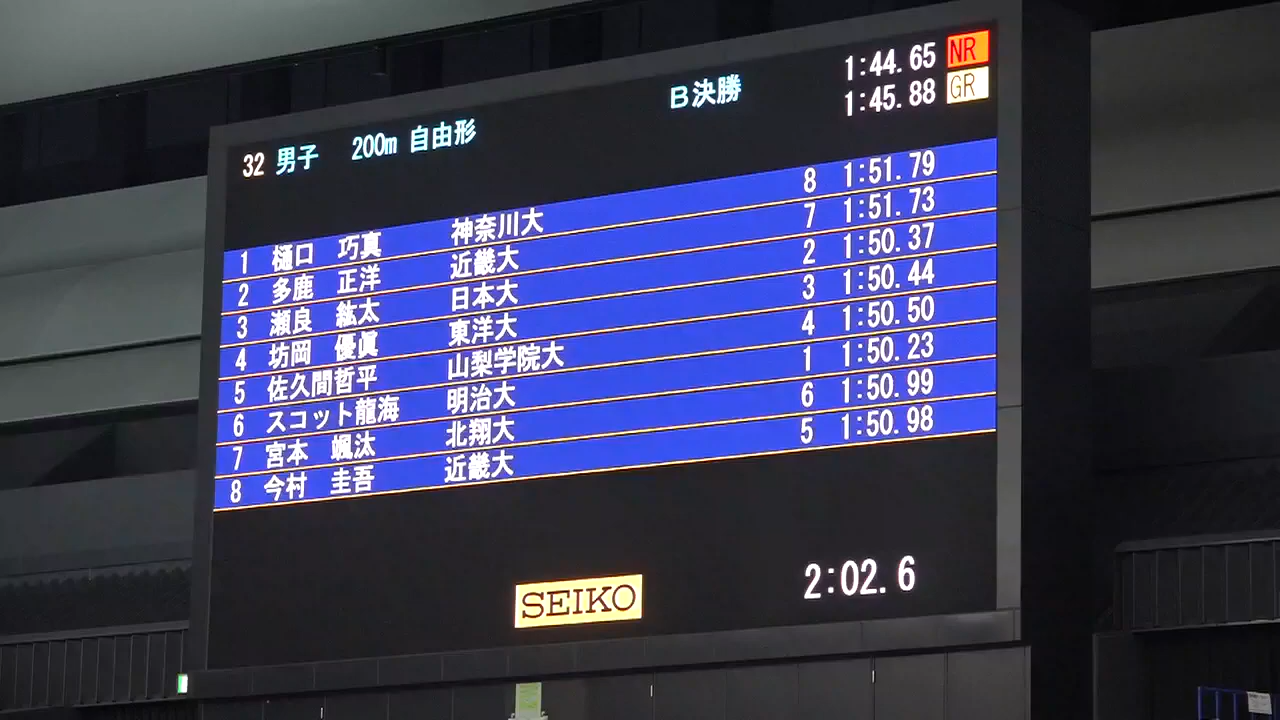 32 男子 200m 自由形 B決勝 1:44.65 NR
1:45.88 GR
1 樋口 巧真 神奈川大 8 1:51.79
2 多鹿 正洋 近畿大 7 1:51.73
3 瀬良 紘太 日本大 2 1:50.37
4 坊岡 優眞 東洋大 3 1:50.44
5 佐久間哲平 山梨学院大 4 1:50.50
6 スコット龍海 明治大 1 1:50.23
7 宮本 颯汰 北翔大 6 1:50.99
8 今村 圭吾 近畿大 5 1:50.98
SEIKO 2:02.6